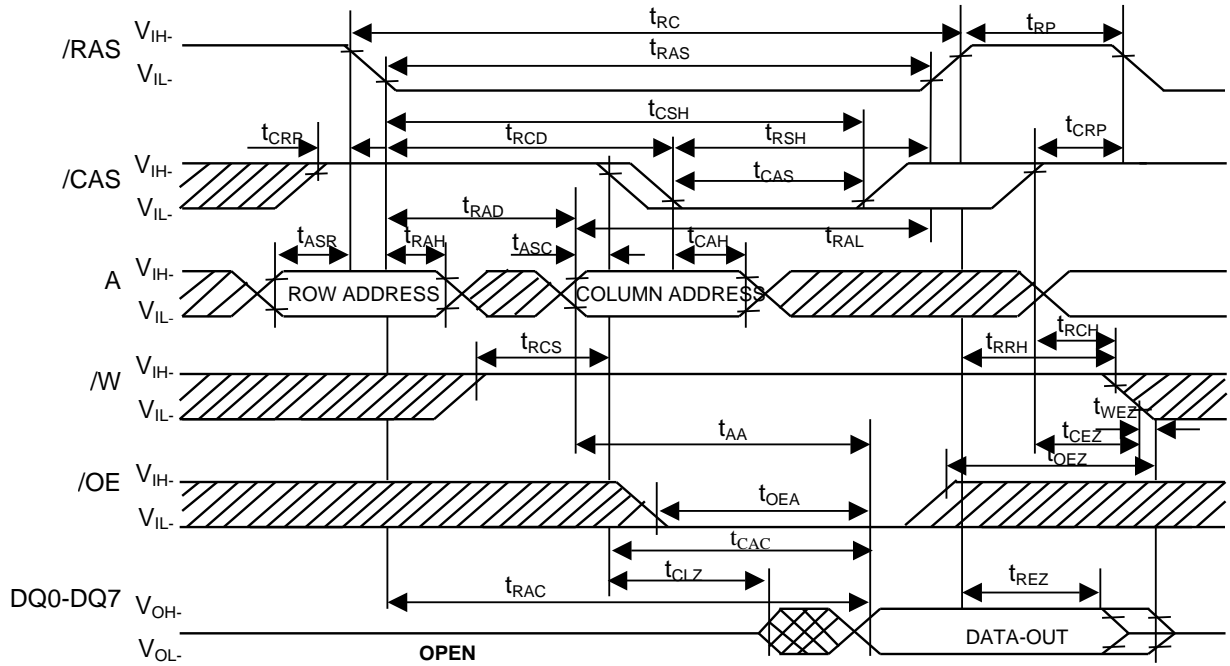 tRC
tRP
/RAS
VIH-
VIL-
tRAS
tCSH
tCRP
tRCD
tRSH
tCRP
/CAS
VIH-
VIL-
tCAS
tRAD
tRAL
tASR
tRAH
tASC
tCAH
A
VIH-
VIL-
ROW ADDRESS
COLUMN ADDRESS
tRCS
tRCH
tRRH
/W
VIH-
VIL-
tWEZ
tAA
tCEZ
tOEZ
/OE
VIH-
VIL-
tOEA
tCAC
tCLZ
tREZ
tRAC
DQ0-DQ7
VOH-
VOL-
OPEN
DATA-OUT